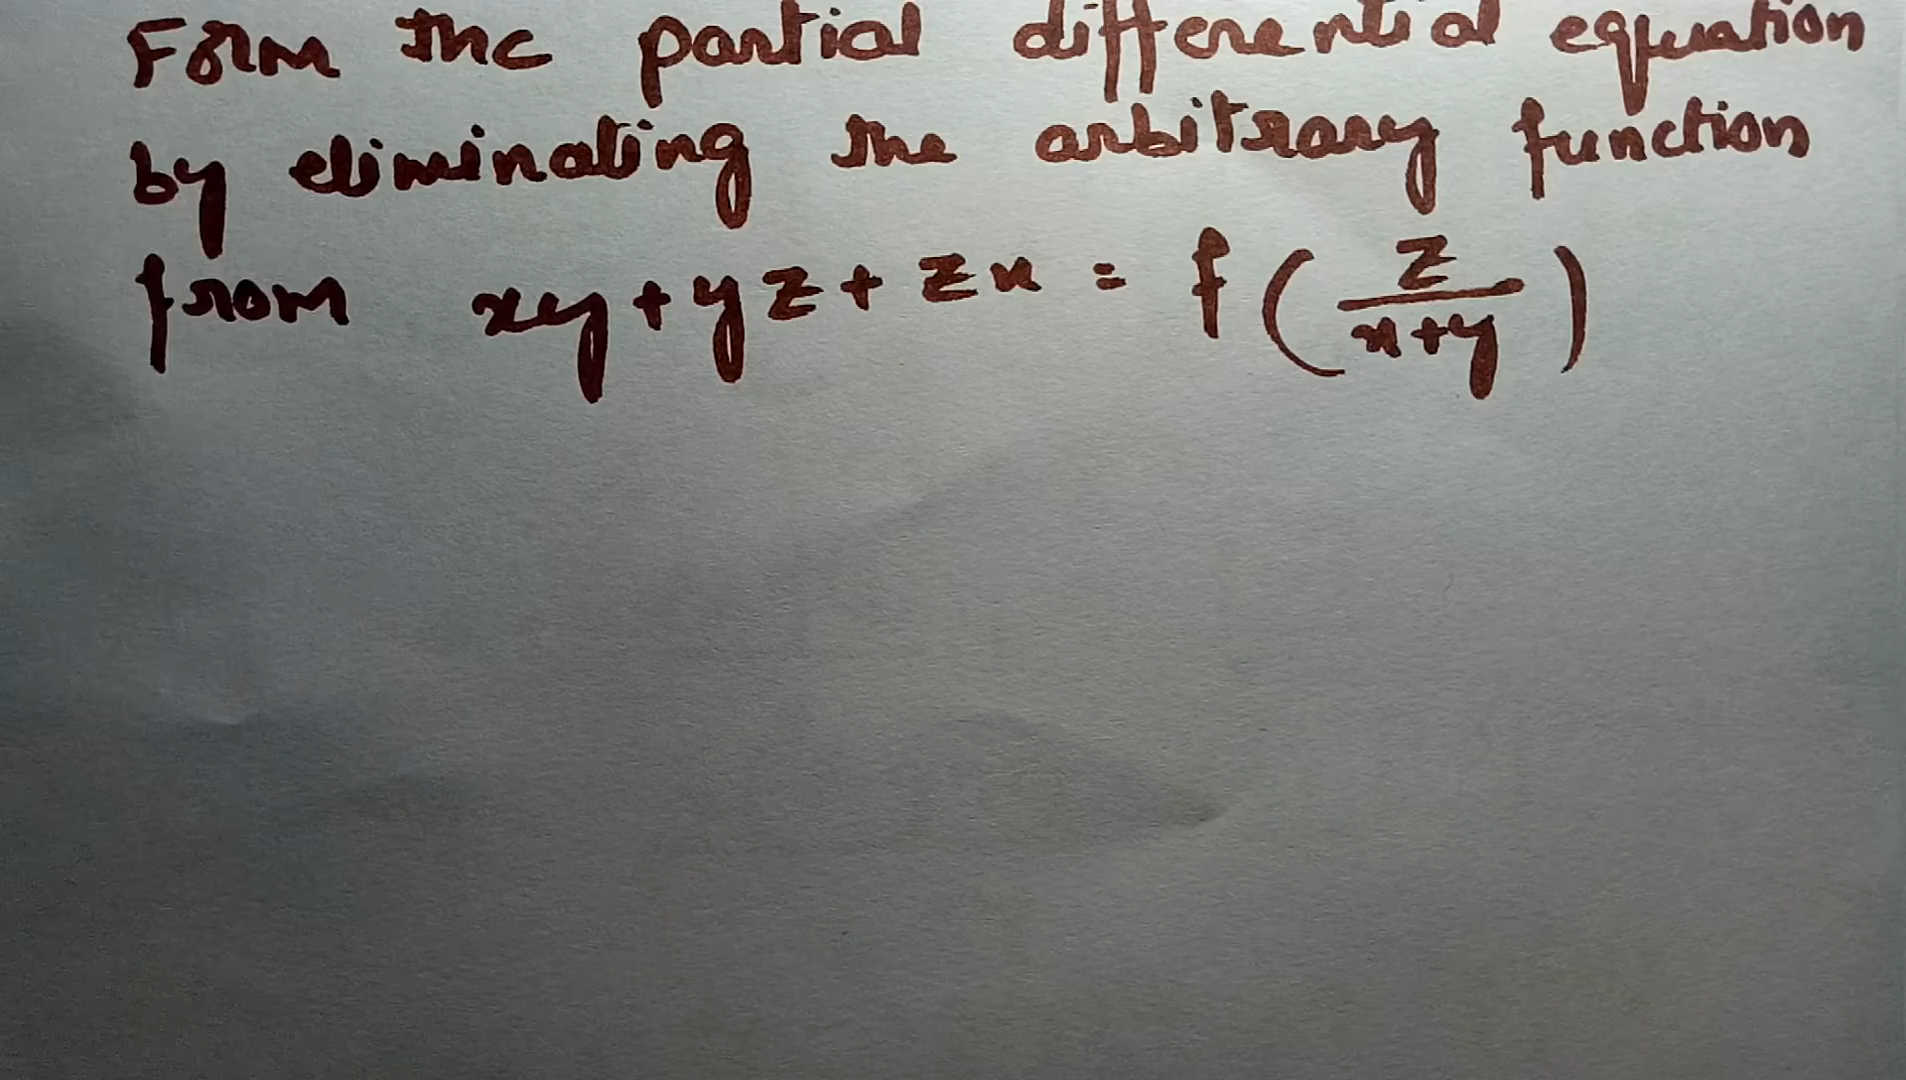 Form the partial differential equation
by eliminating the arbitrary function
from xy + yz + zx = f(z/(x+y))